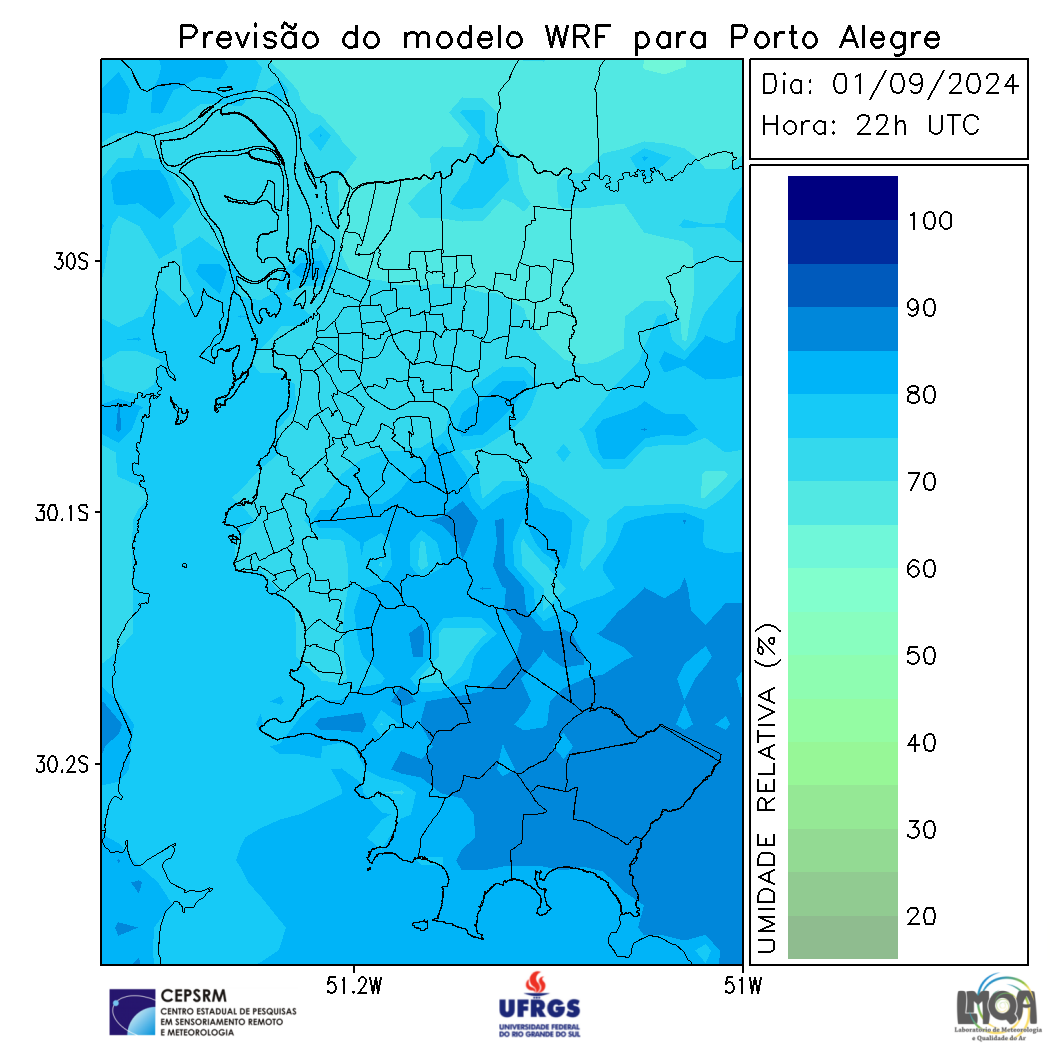 Previsão do modelo WRF para Porto Alegre
Dia: 01/09/2024
Hora: 22h UTC
30S
30.1S
30.2S
51.2W
51W
100
90
80
70
60
50
40
30
20
UMIDADE RELATIVA (%)
CEPSRM
CENTRO ESTADUAL DE PESQUISAS
EM SENSORIAMENTO REMOTO
E METEOROLOGIA
UFRGS
UNIVERSIDADE FEDERAL
DO RIO GRANDE DO SUL
LMQA
Laboratório de Meteorologia
e Qualidade do Ar